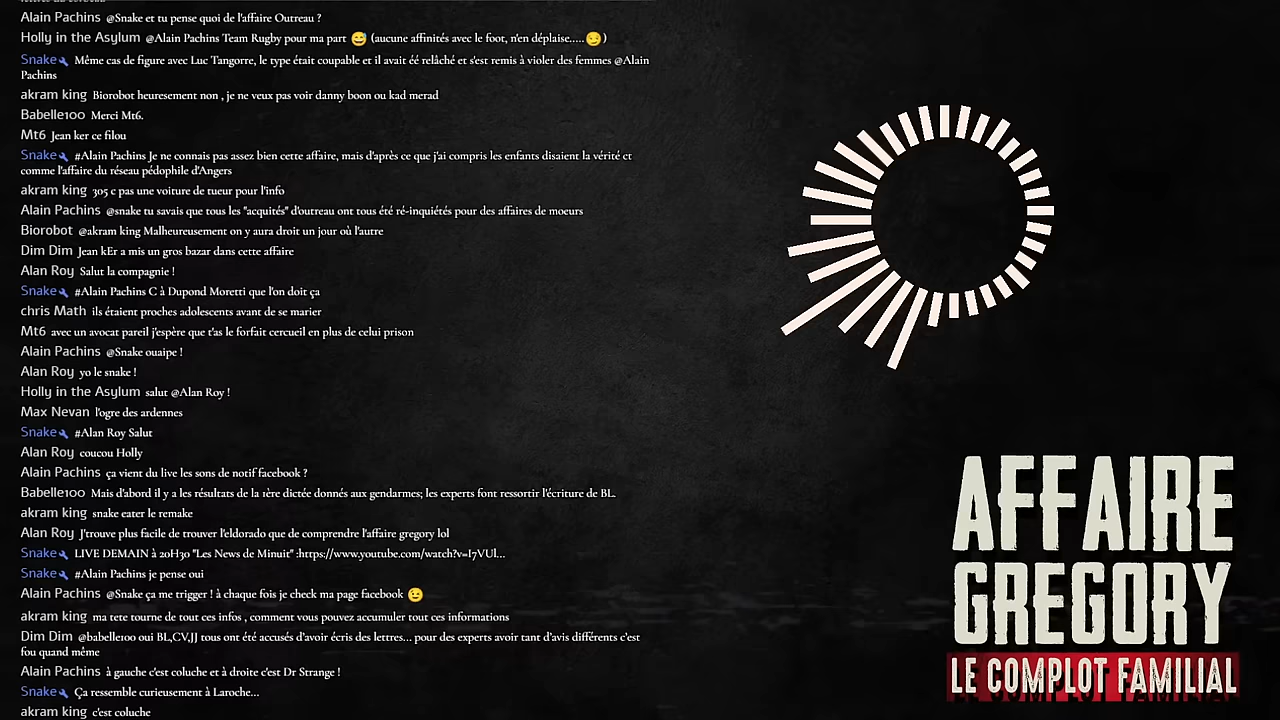 Alain Pachins @Snake et tu pense quoi de l'affaire Outreau ?
Holly in the Asylum @Alain Pachins Team Rugby pour ma part 😅 (aucune affinités avec le foot, n'en déplaise.....😏)
Snake🔧 Même cas de figure avec Luc Tangorre, le type était coupable et il avait éé relâché et s'est remis à violer des femmes @Alain
Pachins
akram king Biorobot heuresement non , je ne veux pas voir danny boon ou kad merad
Babelle100 Merci Mt6.
Mt6 Jean ker ce filou
Snake🔧 #Alain Pachins Je ne connais pas assez bien cette affaire, mais d'après ce que j'ai compris les enfants disaient la vérité et
comme l'affaire du réseau pédophile d'Angers
akram king 305 c pas une voiture de tueur pour l'info
Alain Pachins @snake tu savais que tous les "acquités" d'outreau ont tous été ré-inquiétés pour des affaires de moeurs
Biorobot @akram king Malheureusement on y aura droit un jour où l'autre
Dim Dim Jean kEr a mis un gros bazar dans cette affaire
Alan Roy Salut la compagnie !
Snake🔧 #Alain Pachins C à Dupond Moretti que l'on doit ça
chris Math ils étaient proches adolescents avant de se marier
Mt6 avec un avocat pareil j'espère que t'as le forfait cercueil en plus de celui prison
Alain Pachins @Snake ouaipe !
Alan Roy yo le snake !
Holly in the Asylum salut @Alan Roy !
Max Nevan l'ogre des ardennes
Snake🔧 #Alan Roy Salut
Alan Roy coucou Holly
Alain Pachins ça vient du live les sons de notif facebook ?
Babelle100 Mais d'abord il y a les résultats de la 1ère dictée donnés aux gendarmes; les experts font ressortir l'écriture de BL.
akram king snake eater le remake
Alan Roy J'trouve plus facile de trouver l'eldorado que de comprendre l'affaire gregory lol
Snake🔧 LIVE DEMAIN à 20H30 "Les News de Minuit" :https://www.youtube.com/watch?v=I7VUl...
Snake🔧 #Alain Pachins je pense oui
Alain Pachins @Snake ça me trigger ! à chaque fois je check ma page facebook 😉
akram king ma tete tourne de tout ces infos , comment vous pouvez accumuler tout ces informations
Dim Dim @babelle100 oui BL,CV,JJ tous ont été accusés d'avoir écris des lettres... pour des experts avoir tant d'avis différents c'est
fou quand même
Alain Pachins à gauche c'est coluche et à droite c'est Dr Strange !
Snake🔧 Ça ressemble curieusement à Laroche...
akram king c'est coluche
AFFAIRE
GREGORY
LE COMPLOT FAMILIAL